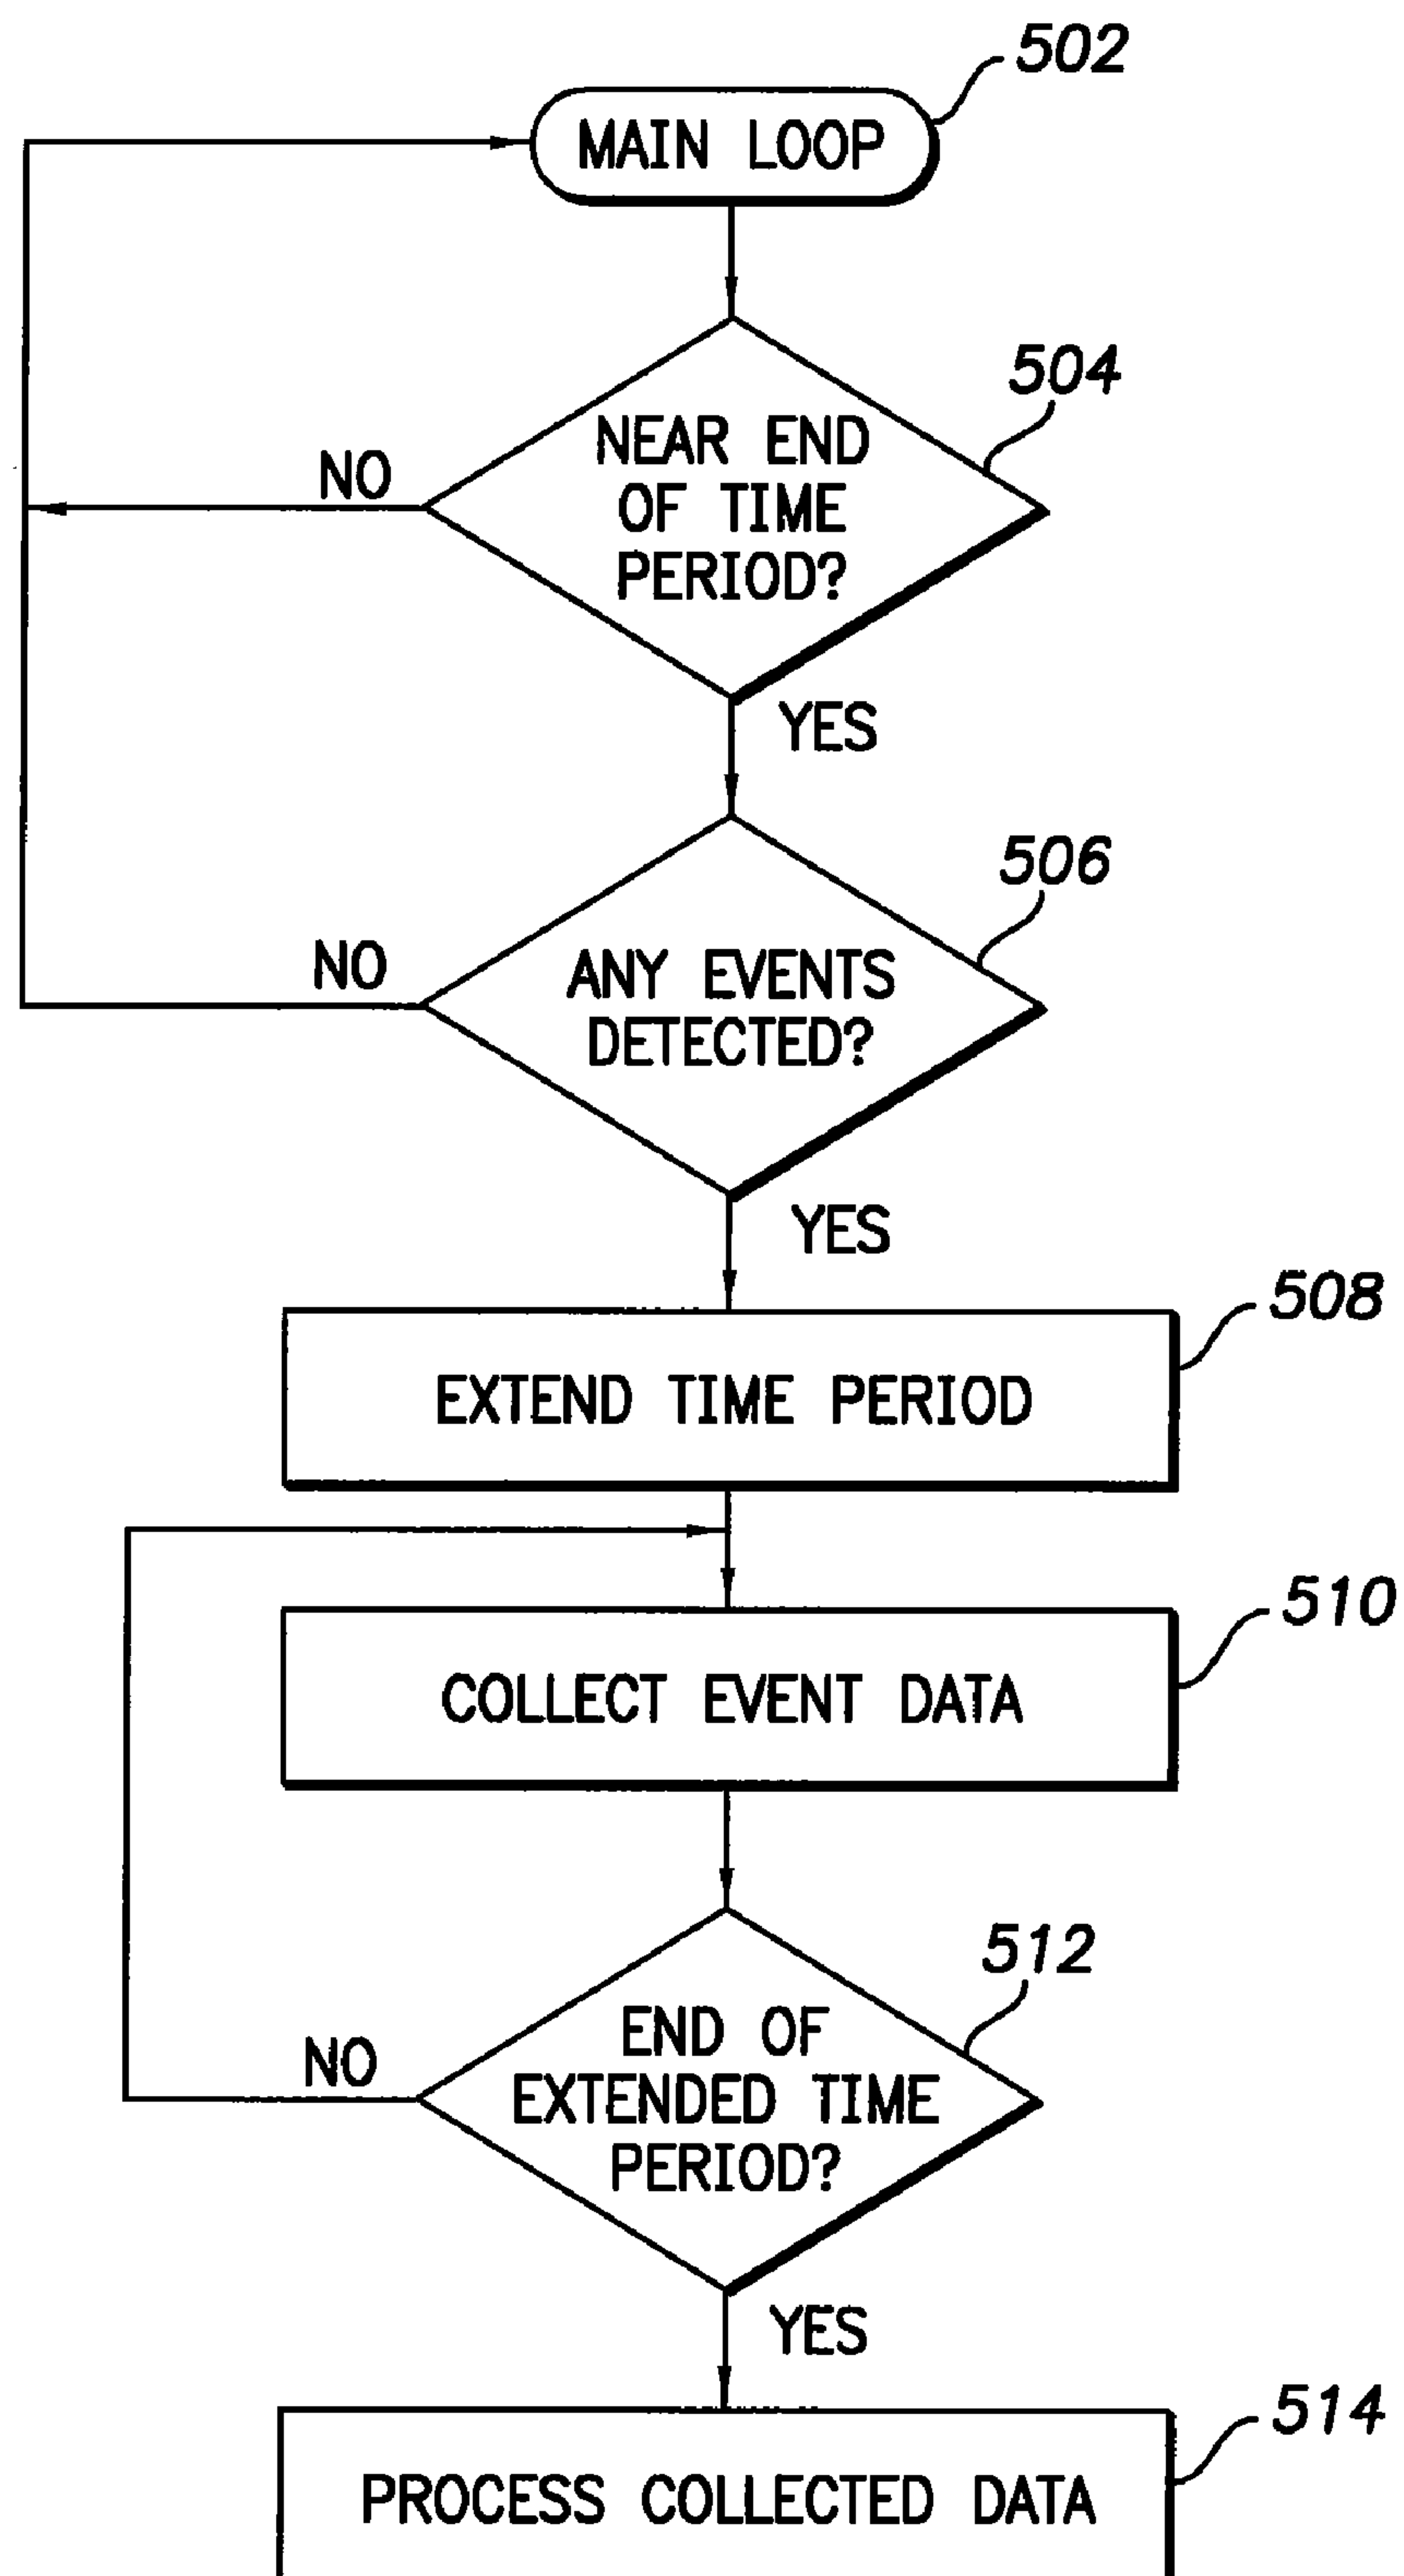 502
MAIN LOOP
504
NEAR END
OF TIME
PERIOD?
NO
YES
506
ANY EVENTS
DETECTED?
NO
YES
508
EXTEND TIME PERIOD
510
COLLECT EVENT DATA
512
END OF
EXTENDED TIME
PERIOD?
NO
YES
514
PROCESS COLLECTED DATA